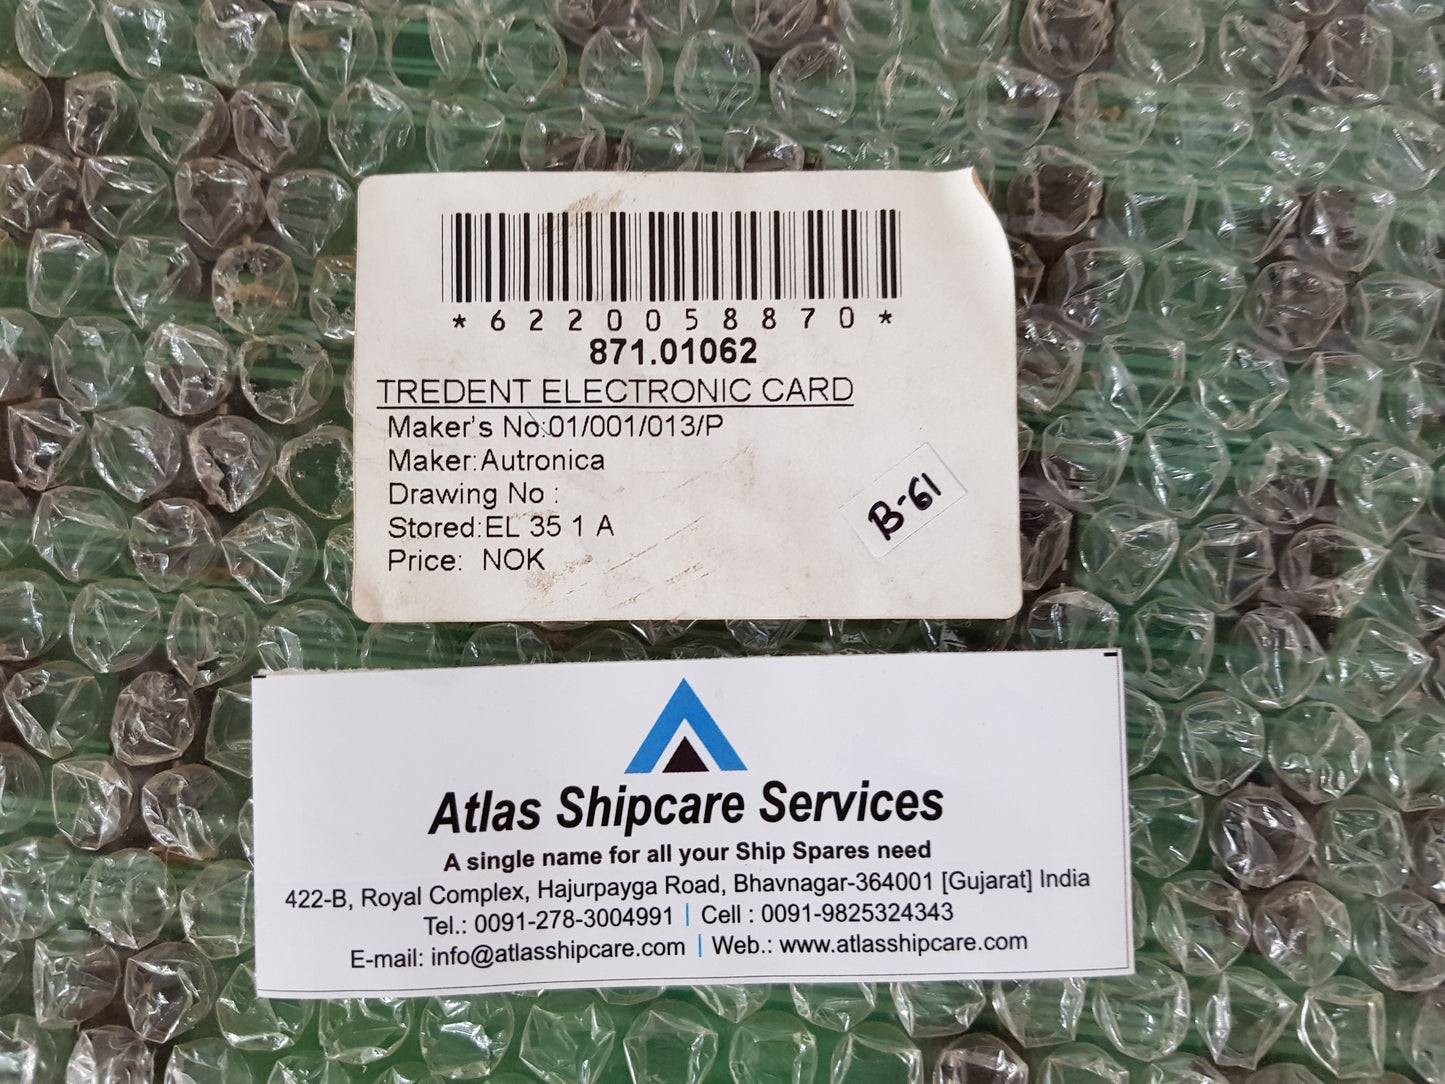 *6220058870*
871.01062
TREDENT ELECTRONIC CARD
Maker's No:01/001/013/P
Maker:Autronica
Drawing No :
Stored:EL 35 1 A
Price: NOK
B-61
Atlas Shipcare Services
A single name for all your Ship Spares need
422-B, Royal Complex, Hajurpayga Road, Bhavnagar-364001 [Gujarat] India
Tel.: 0091-278-3004991 | Cell : 0091-9825324343
E-mail: info@atlasshipcare.com | Web.: www.atlasshipcare.com